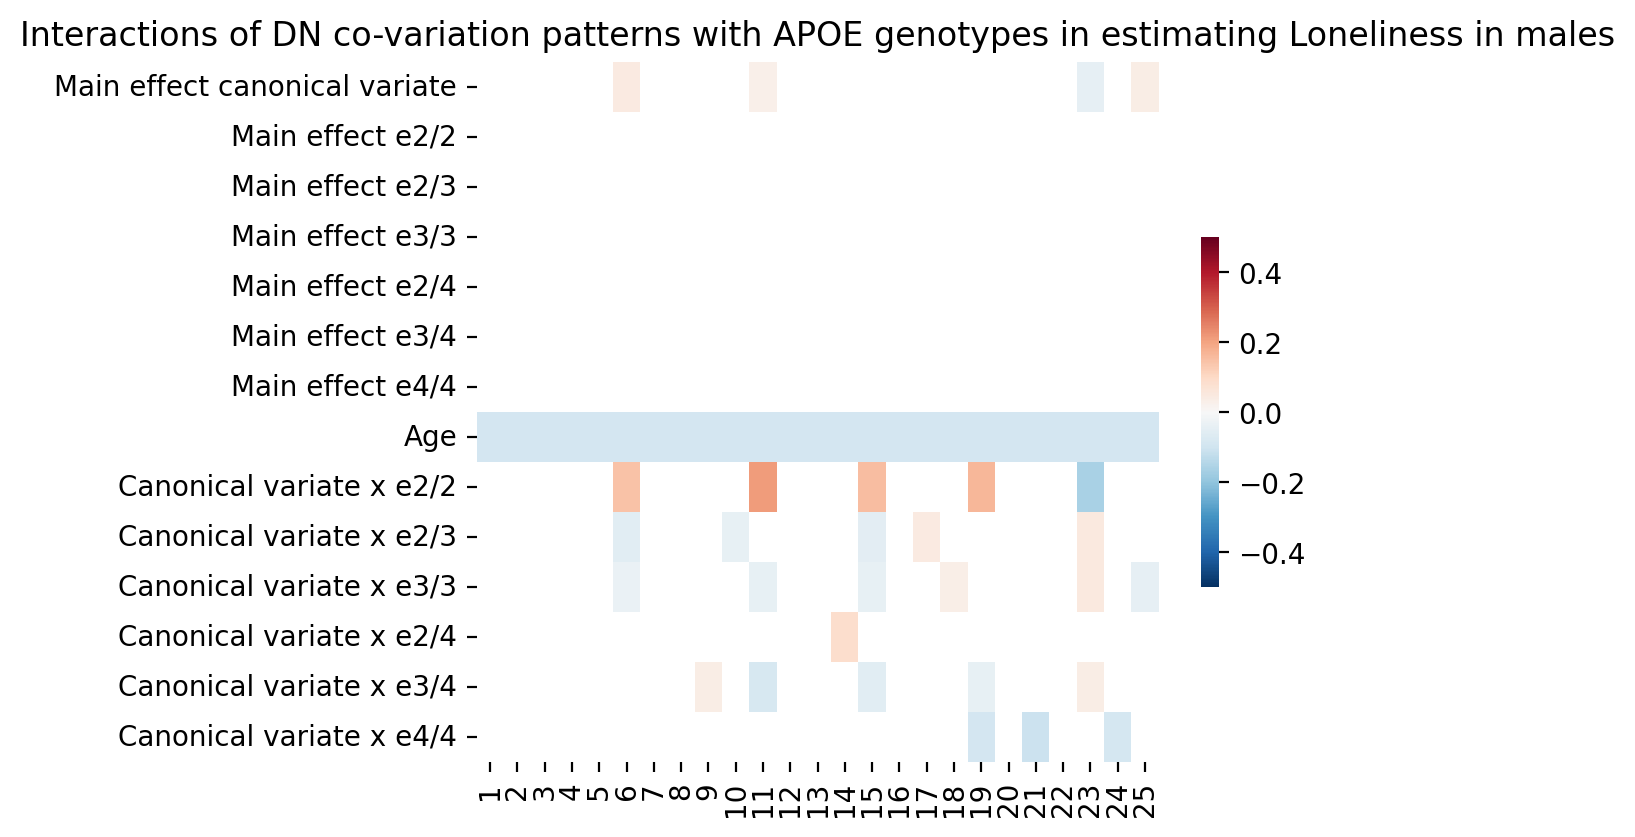 Interactions of DN co-variation patterns with APOE genotypes in estimating Loneliness in males
Main effect canonical variate
Main effect e2/2
Main effect e2/3
Main effect e3/3
Main effect e2/4
Main effect e3/4
Main effect e4/4
Age
Canonical variate x e2/2
Canonical variate x e2/3
Canonical variate x e3/3
Canonical variate x e2/4
Canonical variate x e3/4
Canonical variate x e4/4
1 2 3 4 5 6 7 8 9 10 11 12 13 14 15 16 17 18 19 20 21 22 23 24 25
0.4
0.2
0.0
−0.2
−0.4